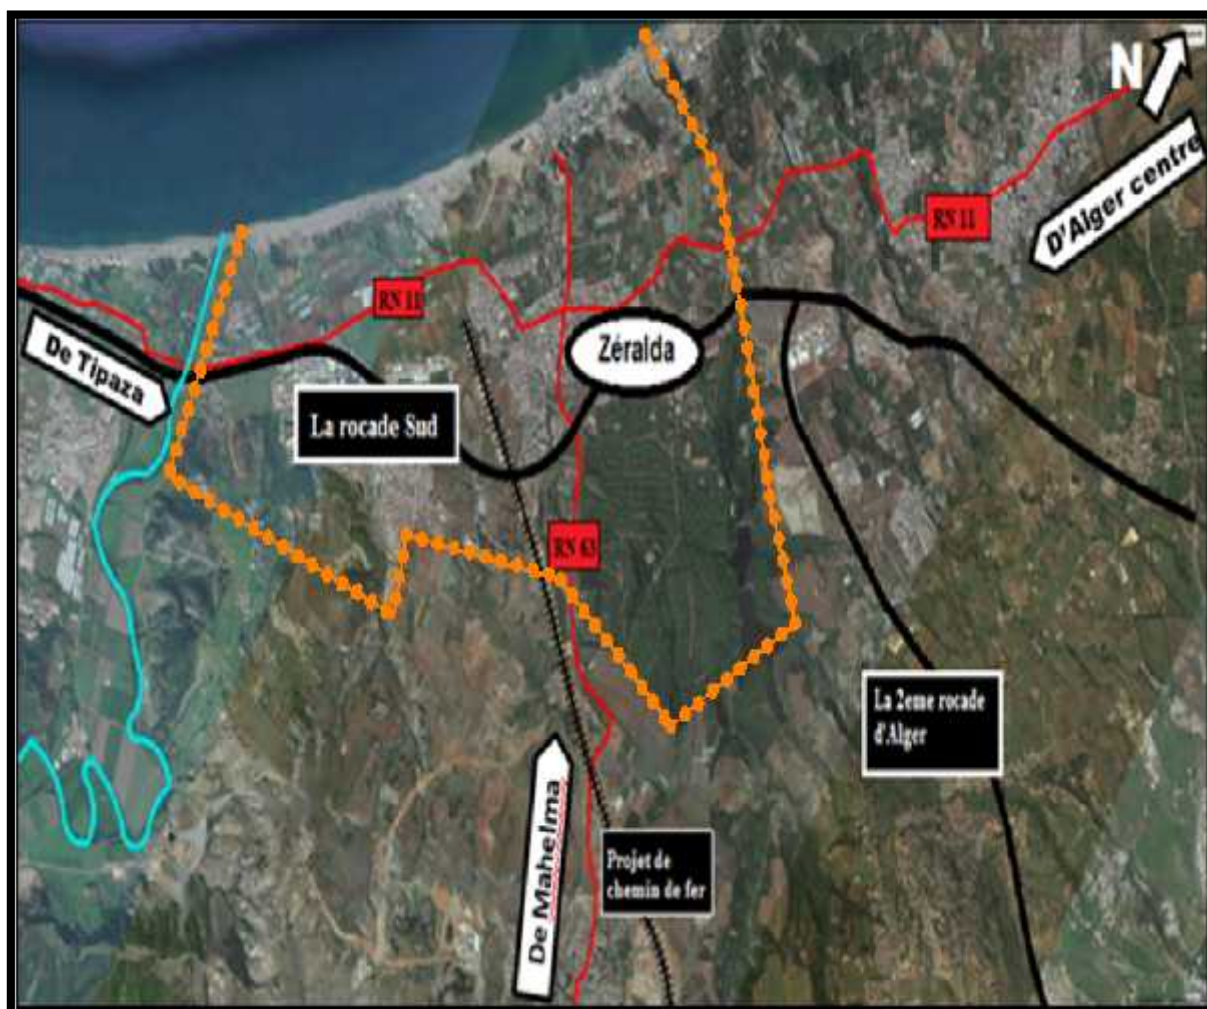 N
D'Alger centre
RN 11
RN 11
De Tipaza
Zéralda
La rocade Sud
RN 63
La 2eme rocade
d'Alger
De Mahelma
Projet de
chemin de fer